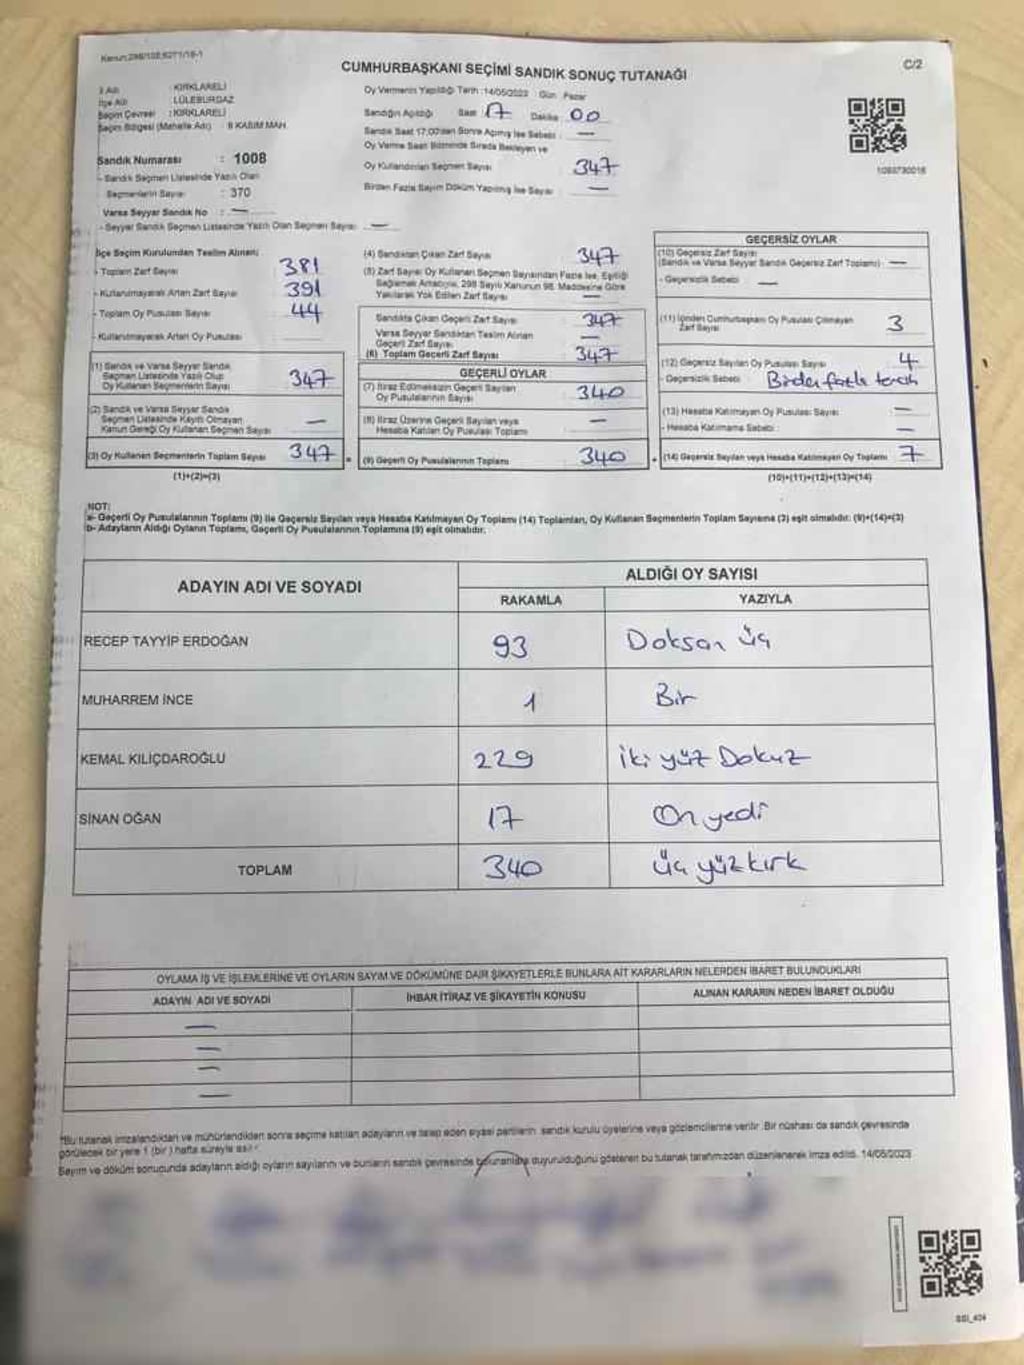 Kanun:298/105,6271/18-1
C/2
CUMHURBAŞKANI SEÇİMİ SANDIK SONUÇ TUTANAĞI
İl Adı : KIRKLARELİ
İlçe Adı : LÜLEBURGAZ
Seçim Çevresi : KIRKLARELİ
Seçim Bölgesi (Mahalle Adı) : 8 KASIM MAH.
Sandık Numarası : 1008
- Sandık Seçmen Listesinde Yazılı Olan
Seçmenlerin Sayısı : 370
Varsa Seyyar Sandık No : —
- Seyyar Sandık Seçmen Listesinde Yazılı Olan Seçmen Sayısı : —
Oy Vermenin Yapıldığı Tarih :14/05/2023 Gün : Pazar
Sandığın Açıldığı Saat 17 Dakika 00
Sandık Saat 17.00'den Sonra Açılmış İse Sebebi : —
Oy Verme Saati Bitiminde Sırada Bekleyen ve
Oy Kullandırılan Seçmen Sayısı 347
Birden Fazla Sayım Döküm Yapılmış İse Sayısı —
1093730016
İlçe Seçim Kurulundan Teslim Alınan;
- Toplam Zarf Sayısı 381
- Kullanılmayarak Artan Zarf Sayısı 391
- Toplam Oy Pusulası Sayısı 44
- Kullanılmayarak Artan Oy Pusulası
(1) Sandık ve Varsa Seyyar Sandık
Seçmen Listesinde Yazılı Olup
Oy Kullanan Seçmenlerin Sayısı 347
(2) Sandık ve Varsa Seyyar Sandık
Seçmen Listesinde Kayıtlı Olmayan
Kanun Gereği Oy Kullanan Seçmen Sayısı —
(3) Oy Kullanan Seçmenlerin Toplam Sayısı 347 =
(1)+(2)=(3)
(4) Sandıktan Çıkan Zarf Sayısı 347
(5) Zarf Sayısı Oy Kullanan Seçmen Sayısından Fazla İse, Eşitliği
Sağlamak Amacıyla, 298 Sayılı Kanunun 98. Maddesine Göre
Yakılarak Yok Edilen Zarf Sayısı —
Sandıkta Çıkan Geçerli Zarf Sayısı 347
Varsa Seyyar Sandıktan Teslim Alınan
Geçerli Zarf Sayısı —
(6) Toplam Geçerli Zarf Sayısı 347
GEÇERLİ OYLAR
(7) İtiraz Edilmeksizin Geçerli Sayılan
Oy Pusulalarının Sayısı 340
(8) İtiraz Üzerine Geçerli Sayılan veya
Hesaba Katılan Oy Pusulası Toplamı —
(9) Geçerli Oy Pusulalarının Toplamı 340 +
GEÇERSİZ OYLAR
(10) Geçersiz Zarf Sayısı
(Sandık ve Varsa Seyyar Sandık Geçersiz Zarf Toplamı) : —
- Geçersizlik Sebebi : —
(11) İçinden Cumhurbaşkanı Oy Pusulası Çıkmayan
Zarf Sayısı 3
(12) Geçersiz Sayılan Oy Pusulası Sayısı 4
- Geçersizlik Sebebi : Birden fazla tercih
(13) Hesaba Katılmayan Oy Pusulası Sayısı —
- Hesaba Katılmama Sebebi : —
(14) Geçersiz Sayılan veya Hesaba Katılmayan Oy Toplamı 7
(10)+(11)+(12)+(13)=(14)
NOT:
a- Geçerli Oy Pusulalarının Toplamı (9) ile Geçersiz Sayılan veya Hesaba Katılmayan Oy Toplamı (14) Toplamları, Oy Kullanan Seçmenlerin Toplam Sayısına (3) eşit olmalıdır. (9)+(14)=(3)
b- Adayların Aldığı Oyların Toplamı, Geçerli Oy Pusulalarının Toplamına (9) eşit olmalıdır.
ADAYIN ADI VE SOYADI
ALDIĞI OY SAYISI
RAKAMLA YAZIYLA
RECEP TAYYİP ERDOĞAN 93 Doksan üç
MUHARREM İNCE 1 Bir
KEMAL KILIÇDAROĞLU 229 iki yüz Dokuz
SİNAN OĞAN 17 On yedi
TOPLAM 340 üç yüz kırk
OYLAMA İŞ VE İŞLEMLERİNE VE OYLARIN SAYIM VE DÖKÜMÜNE DAİR ŞİKAYETLERLE BUNLARA AİT KARARLARIN NELERDEN İBARET BULUNDUKLARI
ADAYIN ADI VE SOYADI İHBAR İTİRAZ VE ŞİKAYETİN KONUSU ALINAN KARARIN NEDEN İBARET OLDUĞU
—
—
—
—
*Bu tutanak imzalandıktan ve mühürlendikten sonra seçime katılan adayların ve talep eden siyasi partilerin sandık kurulu üyelerine veya gözlemcilerine verilir. Bir nüshası da sandık çevresinde
görülecek bir yere 1 (bir) hafta süreyle asılır.
Sayım ve döküm sonucunda adayların aldığı oyların sayılarını ve bunların sandık çevresinde bulunanlara duyurulduğunu gösteren bu tutanak tarafımızdan düzenlenerek imza edildi. 14/05/2023
SSI_404